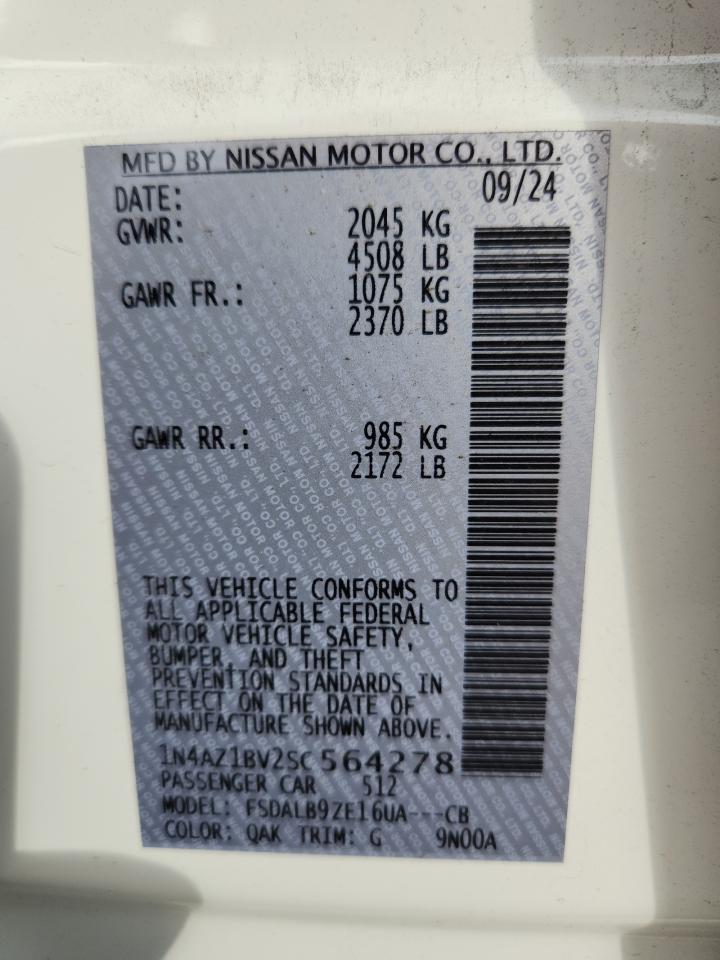 MFD BY NISSAN MOTOR CO., LTD.
DATE: 09/24
GVWR: 2045 KG
4508 LB
GAWR FR.: 1075 KG
2370 LB
GAWR RR.: 985 KG
2172 LB
THIS VEHICLE CONFORMS TO
ALL APPLICABLE FEDERAL
MOTOR VEHICLE SAFETY,
BUMPER, AND THEFT
PREVENTION STANDARDS IN
EFFECT ON THE DATE OF
MANUFACTURE SHOWN ABOVE.
1N4AZ1BV2SC564278
PASSENGER CAR 512
MODEL: FSDALB9ZE16UA---CB
COLOR: QAK TRIM: G 9N00A